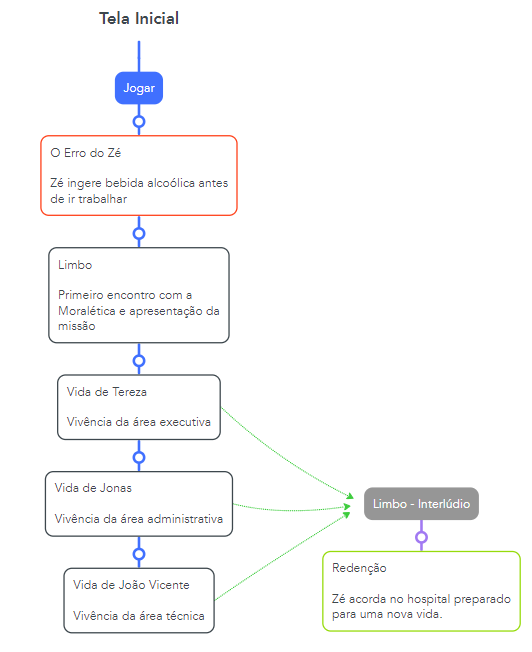 Tela Inicial
Jogar
O Erro do Zé
Zé ingere bebida alcoólica antes
de ir trabalhar
Limbo
Primeiro encontro com a
Moralética e apresentação da
missão
Vida de Tereza
Vivência da área executiva
Vida de Jonas
Vivência da área administrativa
Vida de João Vicente
Vivência da área técnica
Limbo - Interlúdio
Redenção
Zé acorda no hospital preparado
para uma nova vida.